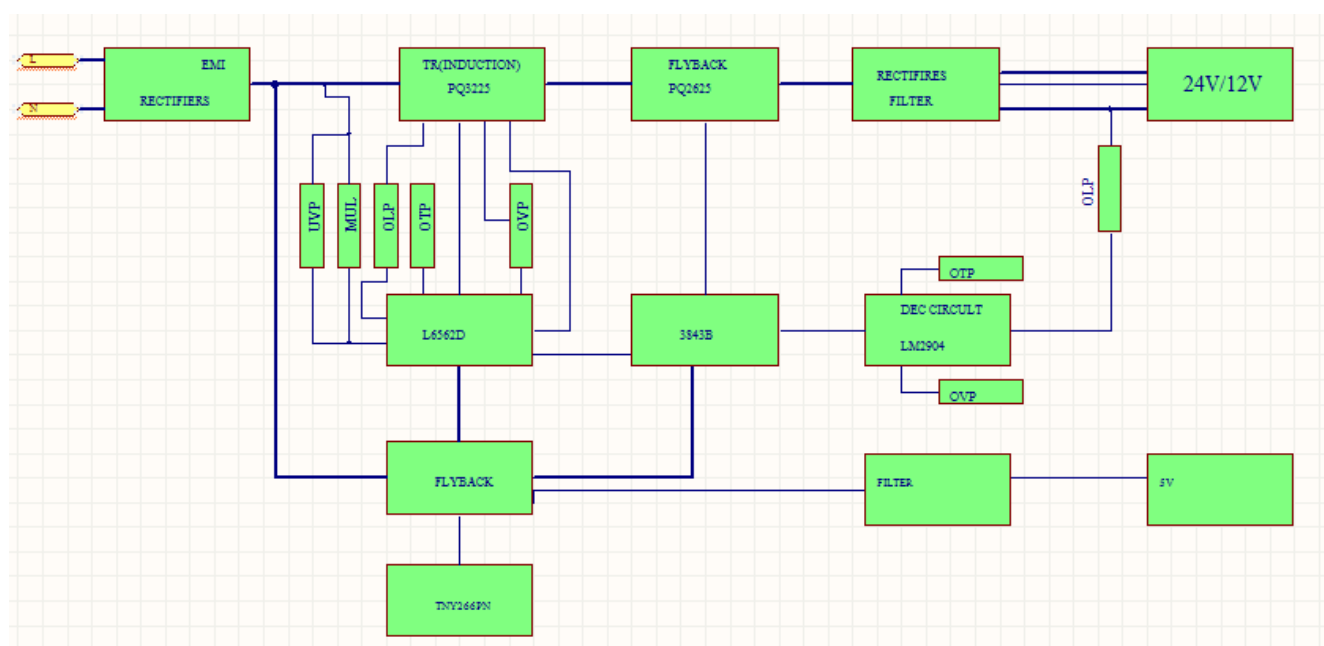 L
EMI
RECTIFIERS
N
TR(INDUCTION)
PQ3225
FLYBACK
PQ2625
RECTIFIRES
FILTER
24V/12V
UVP
MUL
OLP
OTP
OVP
OLP
OTP
L6562D
3843B
DEC CIRCULT
LM2904
OVP
FLYBACK
FILTER
5V
TNY266PN